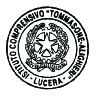 ISTITUTO COMPRENSIVO "TOMMASONE-ALIGHIERI"
- LUCERA -